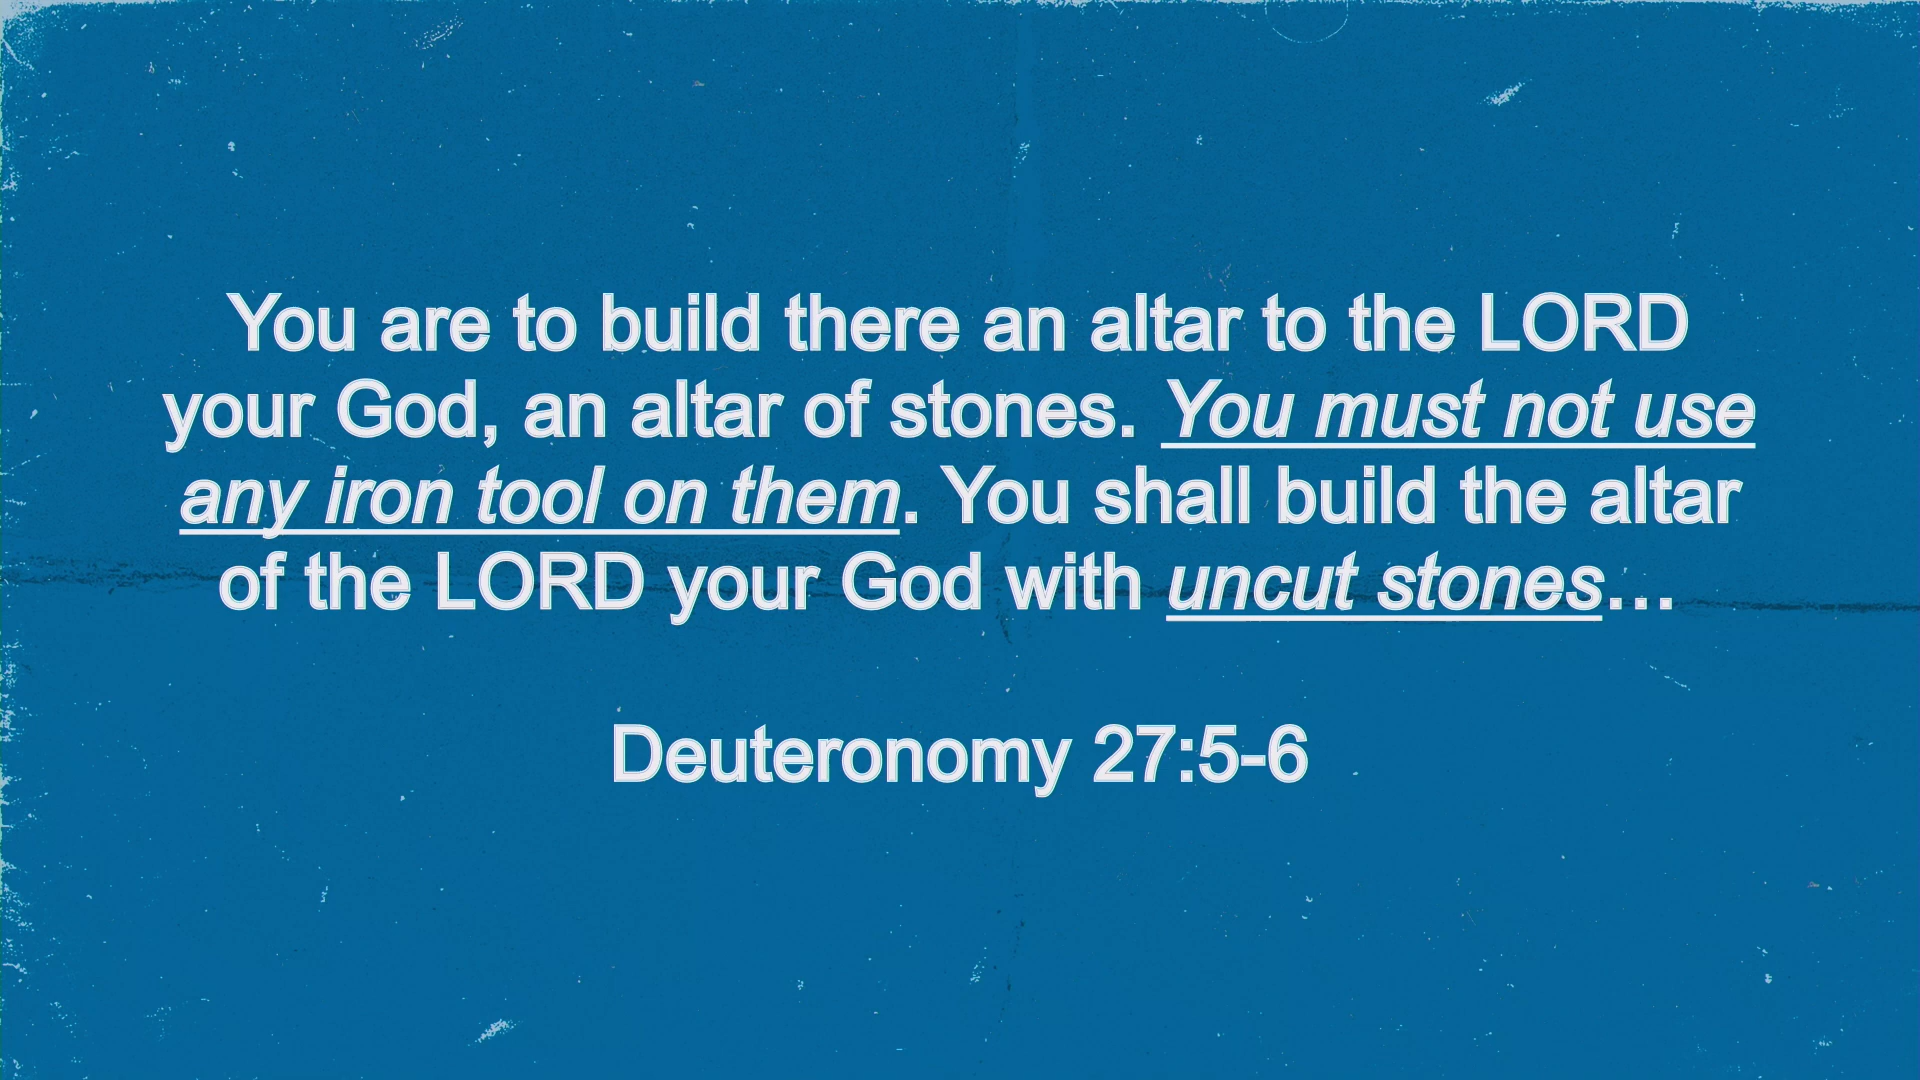 You are to build there an altar to the LORD
your God, an altar of stones. You must not use
any iron tool on them. You shall build the altar
of the LORD your God with uncut stones…
Deuteronomy 27:5-6